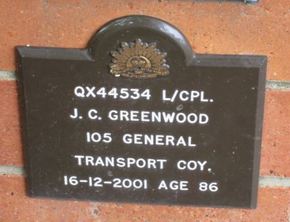 QX44534 L/CPL.
J. C. GREENWOOD
105 GENERAL
TRANSPORT COY.
16-12-2001 AGE 86